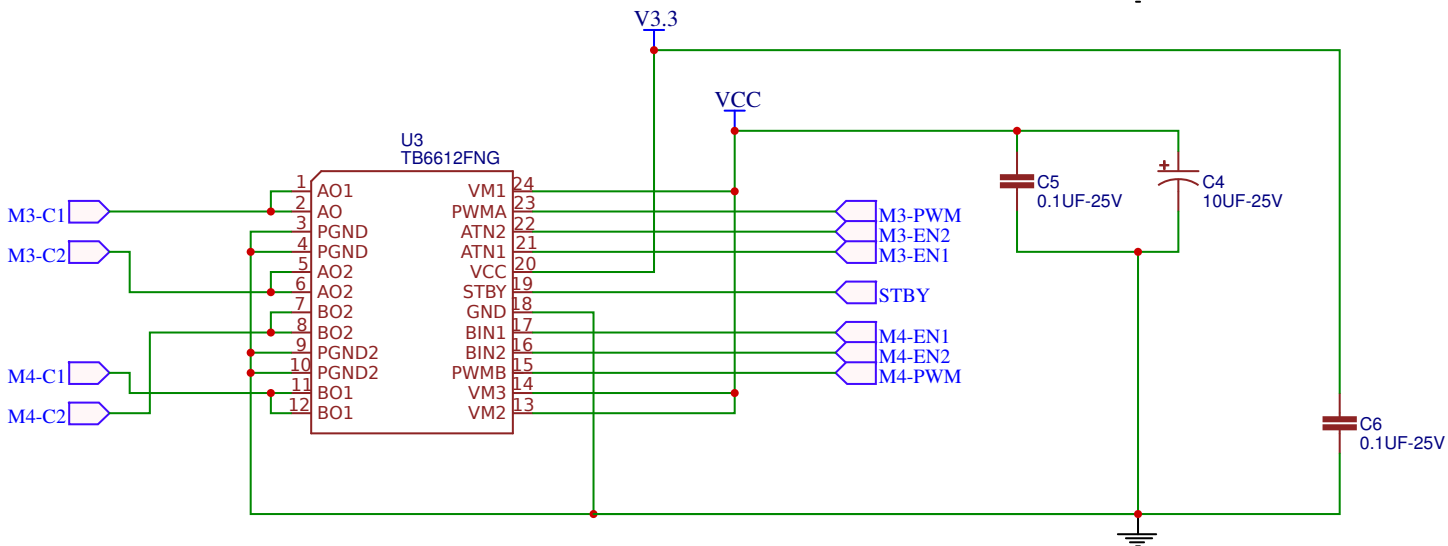 V3.3
VCC
U3
TB6612FNG
M3-C1
M3-C2
M4-C1
M4-C2
1 AO1
2 AO
3 PGND
4 PGND
5 AO2
6 AO2
7 BO2
8 BO2
9 PGND2
10 PGND2
11 BO1
12 BO1
VM1 24
PWMA 23
ATN2 22
ATN1 21
VCC 20
STBY 19
GND 18
BIN1 17
BIN2 16
PWMB 15
VM3 14
VM2 13
M3-PWM
M3-EN2
M3-EN1
STBY
M4-EN1
M4-EN2
M4-PWM
C5
0.1UF-25V
+
C4
10UF-25V
C6
0.1UF-25V